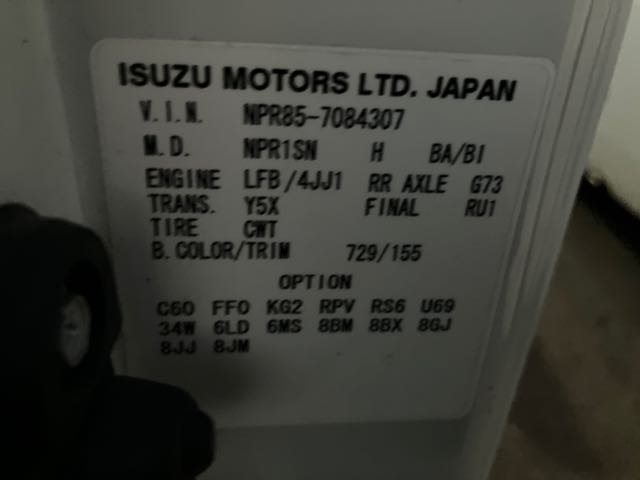 ISUZU MOTORS LTD. JAPAN
V.I.N. NPR85-7084307
M.D. NPR1SN H BA/BI
ENGINE LFB/4JJ1 RR AXLE G73
TRANS. Y5X FINAL RU1
TIRE CWT
B.COLOR/TRIM 729/155
OPTION
C60 FF0 KG2 RPV RS6 U69
34W 6LD 6MS 8BM 8BX 8GJ
8JJ 8JM